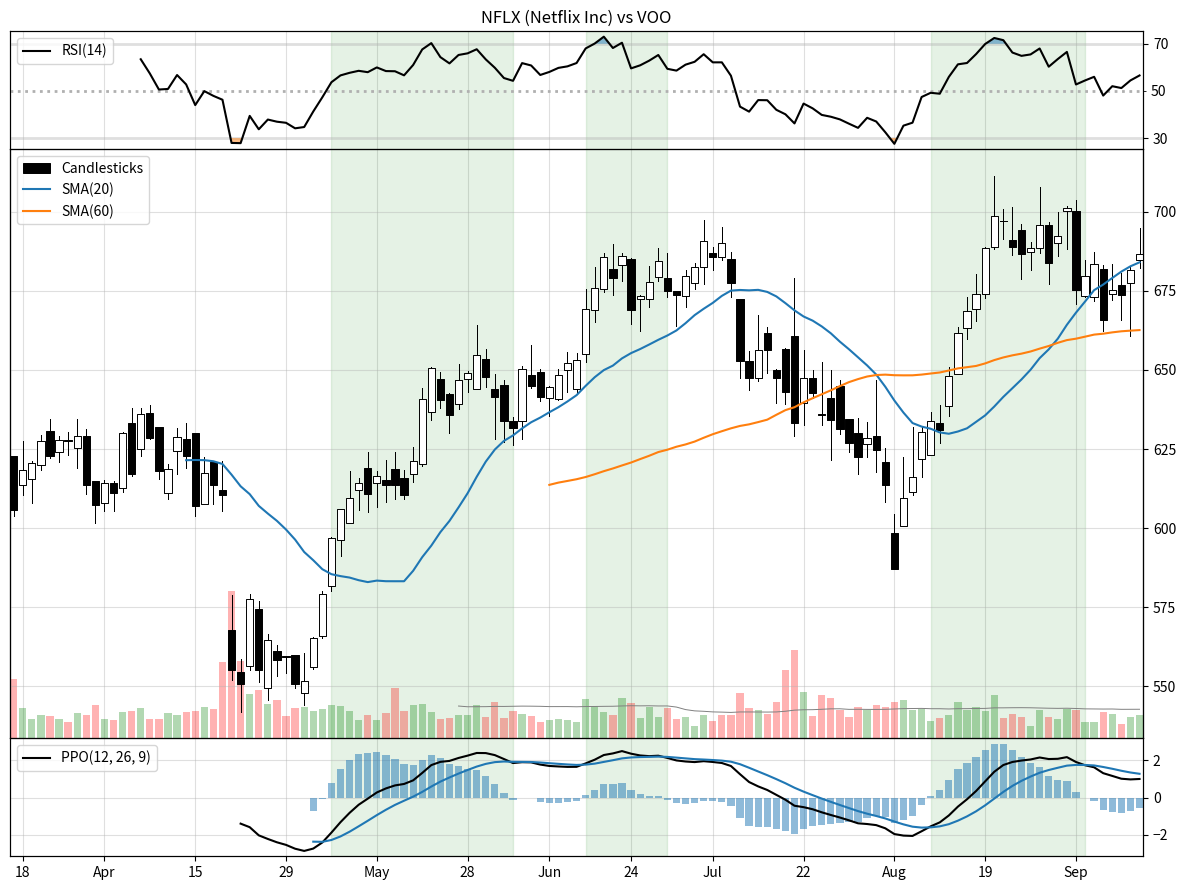 NFLX (Netflix Inc) vs VOO
RSI(14)
70
50
30
Candlesticks
SMA(20)
SMA(60)
700
675
650
625
600
575
550
PPO(12, 26, 9)
2
0
−2
18 Apr 15 29 May 28 Jun 24 Jul 22 Aug 19 Sep